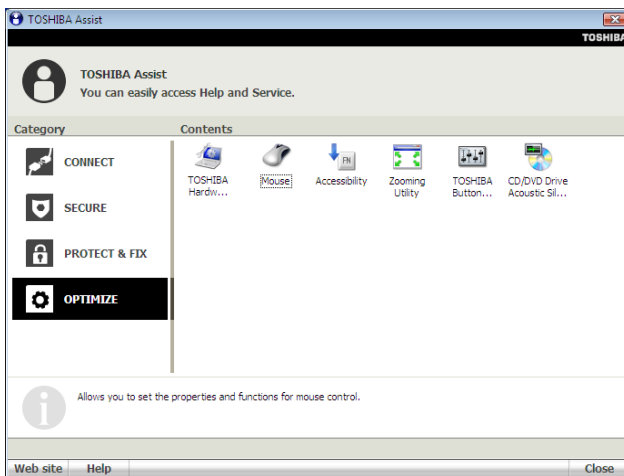 TOSHIBA Assist
TOSHIBA
TOSHIBA Assist
You can easily access Help and Service.
Category
Contents
CONNECT
SECURE
PROTECT & FIX
OPTIMIZE
TOSHIBA
Hardw...
Mouse
FN
Accessibility
Zooming
Utility
TOSHIBA
Button...
CD/DVD Drive
Acoustic Sil...
Allows you to set the properties and functions for mouse control.
Web site
Help
Close